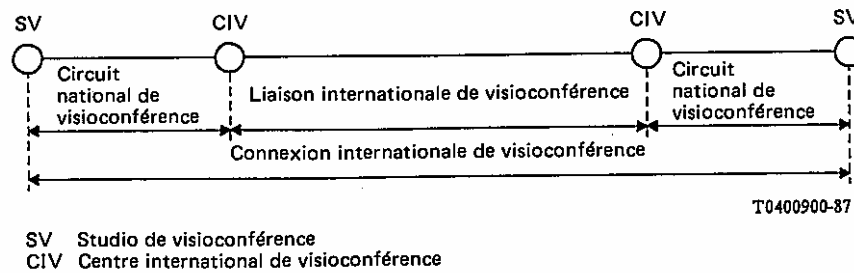 SV CIV CIV SV
Circuit national de visioconférence
Liaison internationale de visioconférence
Circuit national de visioconférence
Connexion internationale de visioconférence
T0400900-87
SV Studio de visioconférence
CIV Centre international de visioconférence